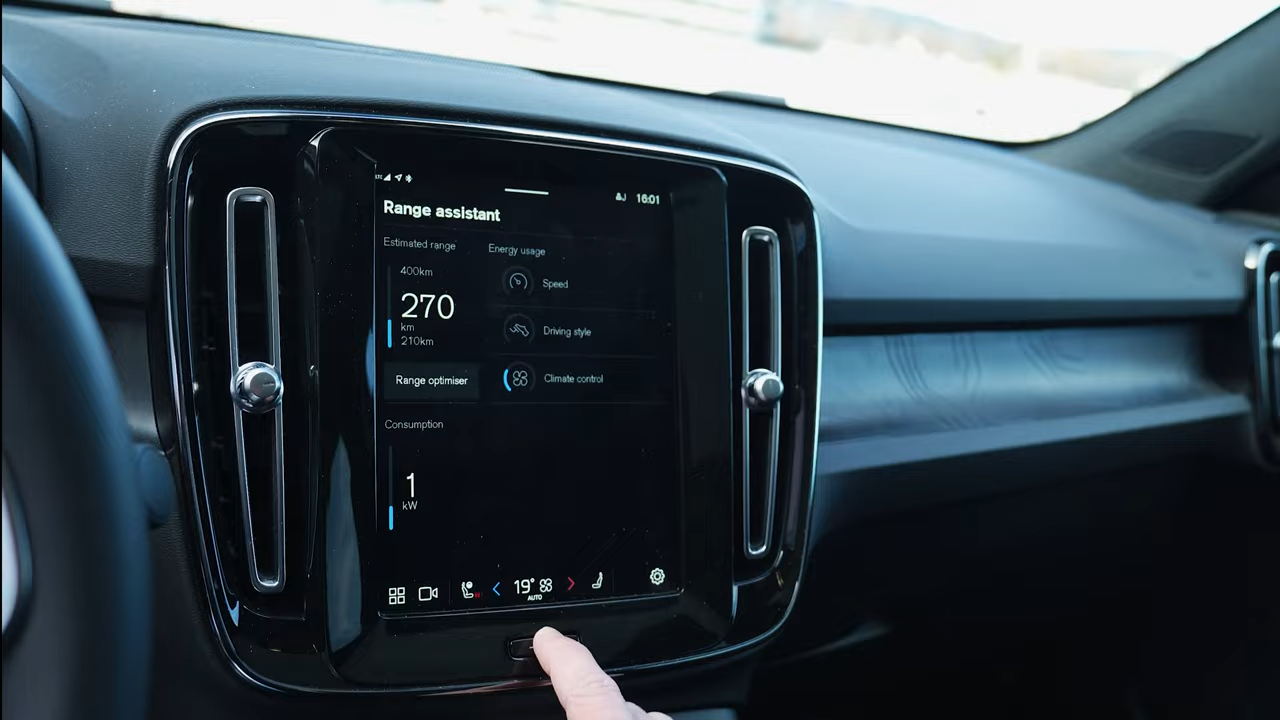 LTE 16:01
Range assistant
Estimated range
Energy usage
400km
270
km
210km
Speed
Driving style
Climate control
Range optimiser
Consumption
1
kW
19°
AUTO